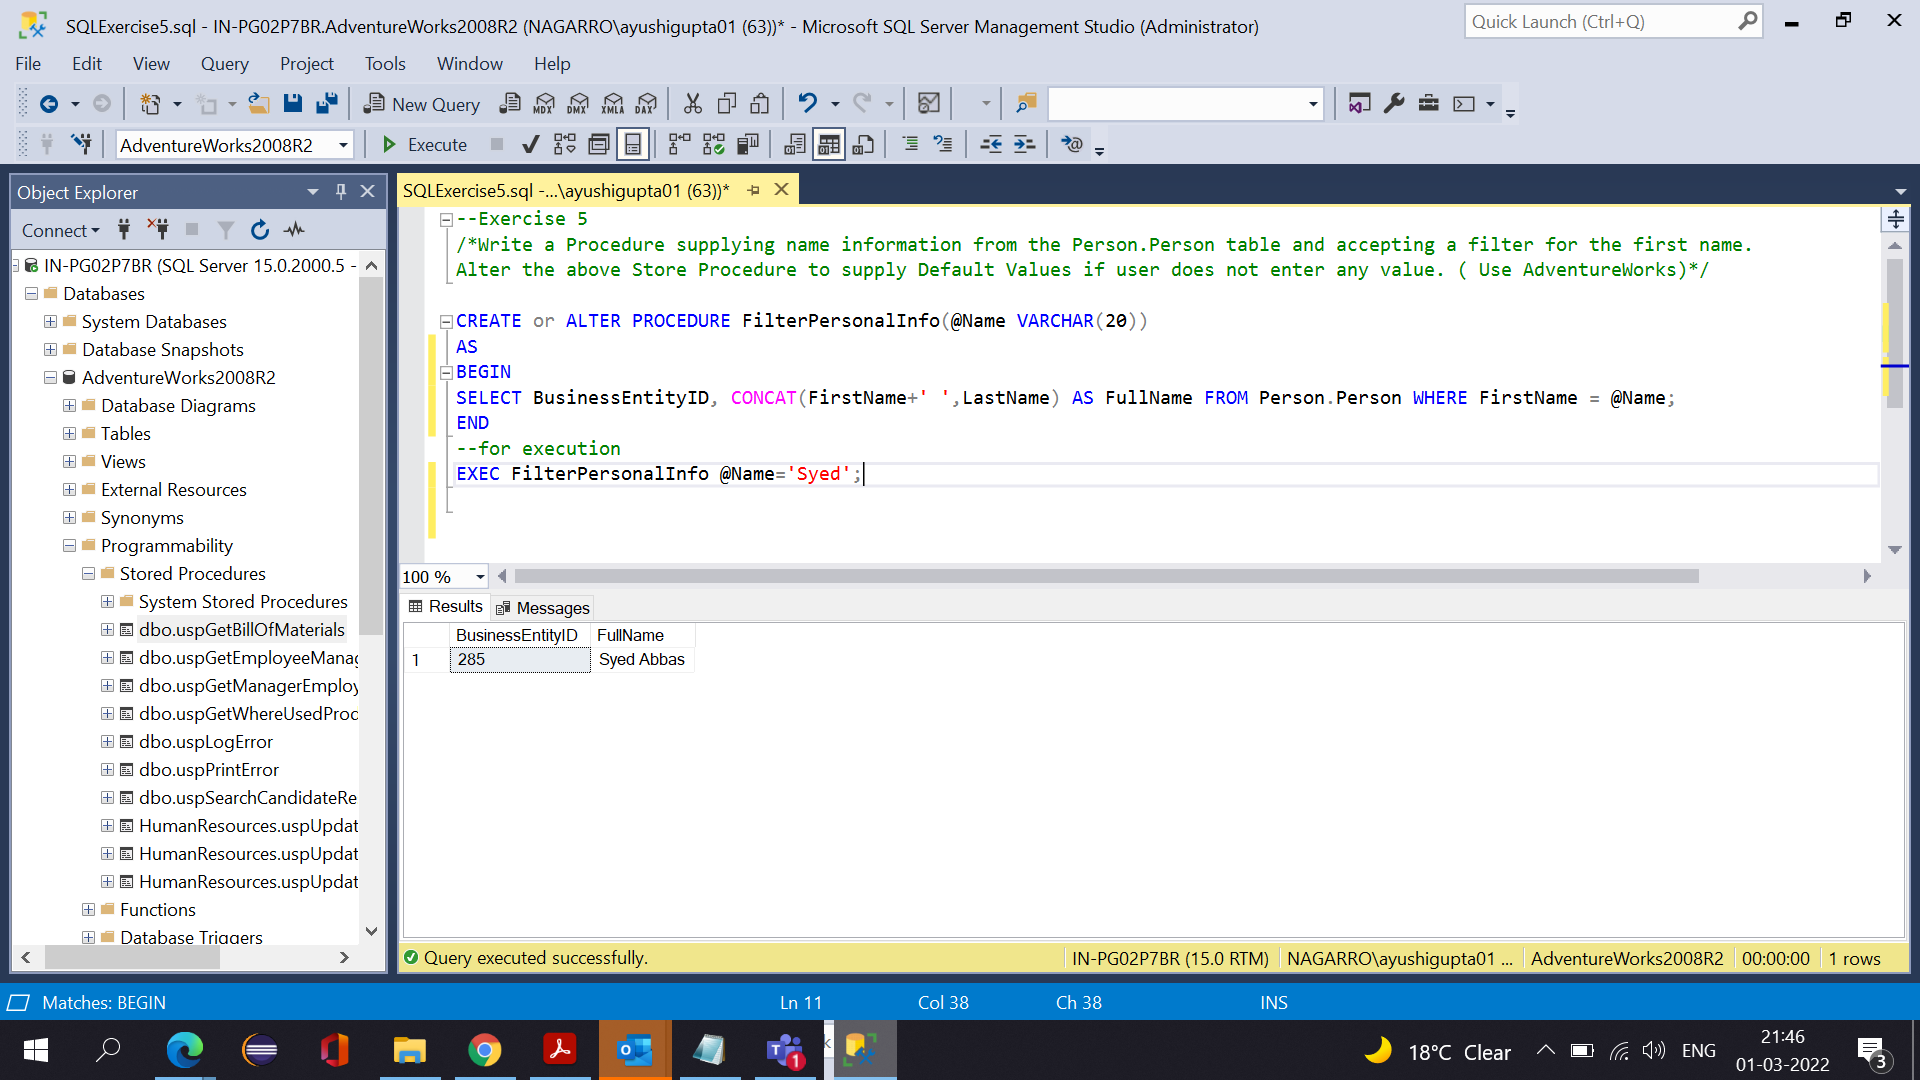 SQLExercise5.sql - IN-PG02P7BR.AdventureWorks2008R2 (NAGARRO\ayushigupta01 (63))* - Microsoft SQL Server Management Studio (Administrator)
Quick Launch (Ctrl+Q)
File Edit View Query Project Tools Window Help
New Query MDX DMX XMLA DAX
AdventureWorks2008R2 Execute
Object Explorer
Connect
IN-PG02P7BR (SQL Server 15.0.2000.5 -
Databases
System Databases
Database Snapshots
AdventureWorks2008R2
Database Diagrams
Tables
Views
External Resources
Synonyms
Programmability
Stored Procedures
System Stored Procedures
dbo.uspGetBillOfMaterials
dbo.uspGetEmployeeManag
dbo.uspGetManagerEmploy
dbo.uspGetWhereUsedProd
dbo.uspLogError
dbo.uspPrintError
dbo.uspSearchCandidateRe
HumanResources.uspUpdat
HumanResources.uspUpdat
HumanResources.uspUpdat
Functions
Database Triggers
SQLExercise5.sql -...\ayushigupta01 (63))*
--Exercise 5
/*Write a Procedure supplying name information from the Person.Person table and accepting a filter for the first name.
Alter the above Store Procedure to supply Default Values if user does not enter any value. ( Use AdventureWorks)*/
CREATE or ALTER PROCEDURE FilterPersonalInfo(@Name VARCHAR(20))
AS
BEGIN
SELECT BusinessEntityID, CONCAT(FirstName+' ',LastName) AS FullName FROM Person.Person WHERE FirstName = @Name;
END
--for execution
EXEC FilterPersonalInfo @Name='Syed';
100 %
Results Messages
BusinessEntityID FullName
1 285 Syed Abbas
Query executed successfully. IN-PG02P7BR (15.0 RTM) NAGARRO\ayushigupta01 ... AdventureWorks2008R2 00:00:00 1 rows
Matches: BEGIN Ln 11 Col 38 Ch 38 INS
18°C Clear ENG
21:46
01-03-2022
1
3